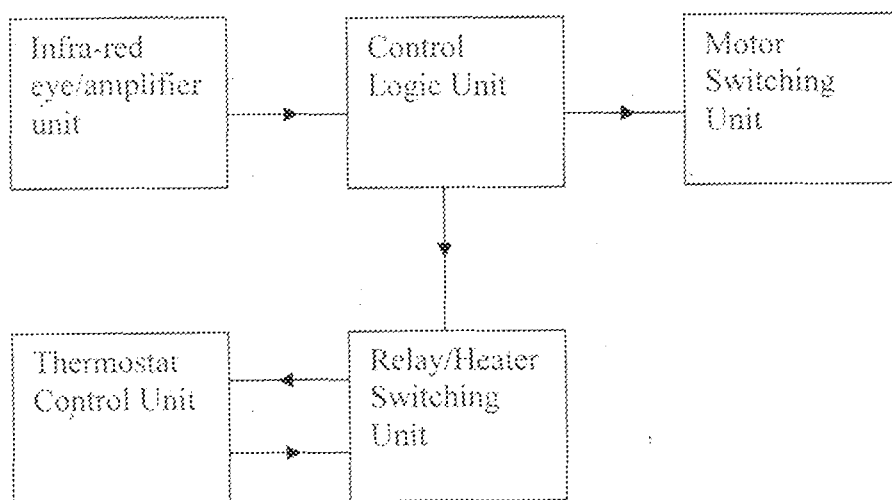 Infra-red
eye/amplifier
unit
Control
Logic Unit
Motor
Switching
Unit
Thermostat
Control Unit
Relay/Heater
Switching
Unit